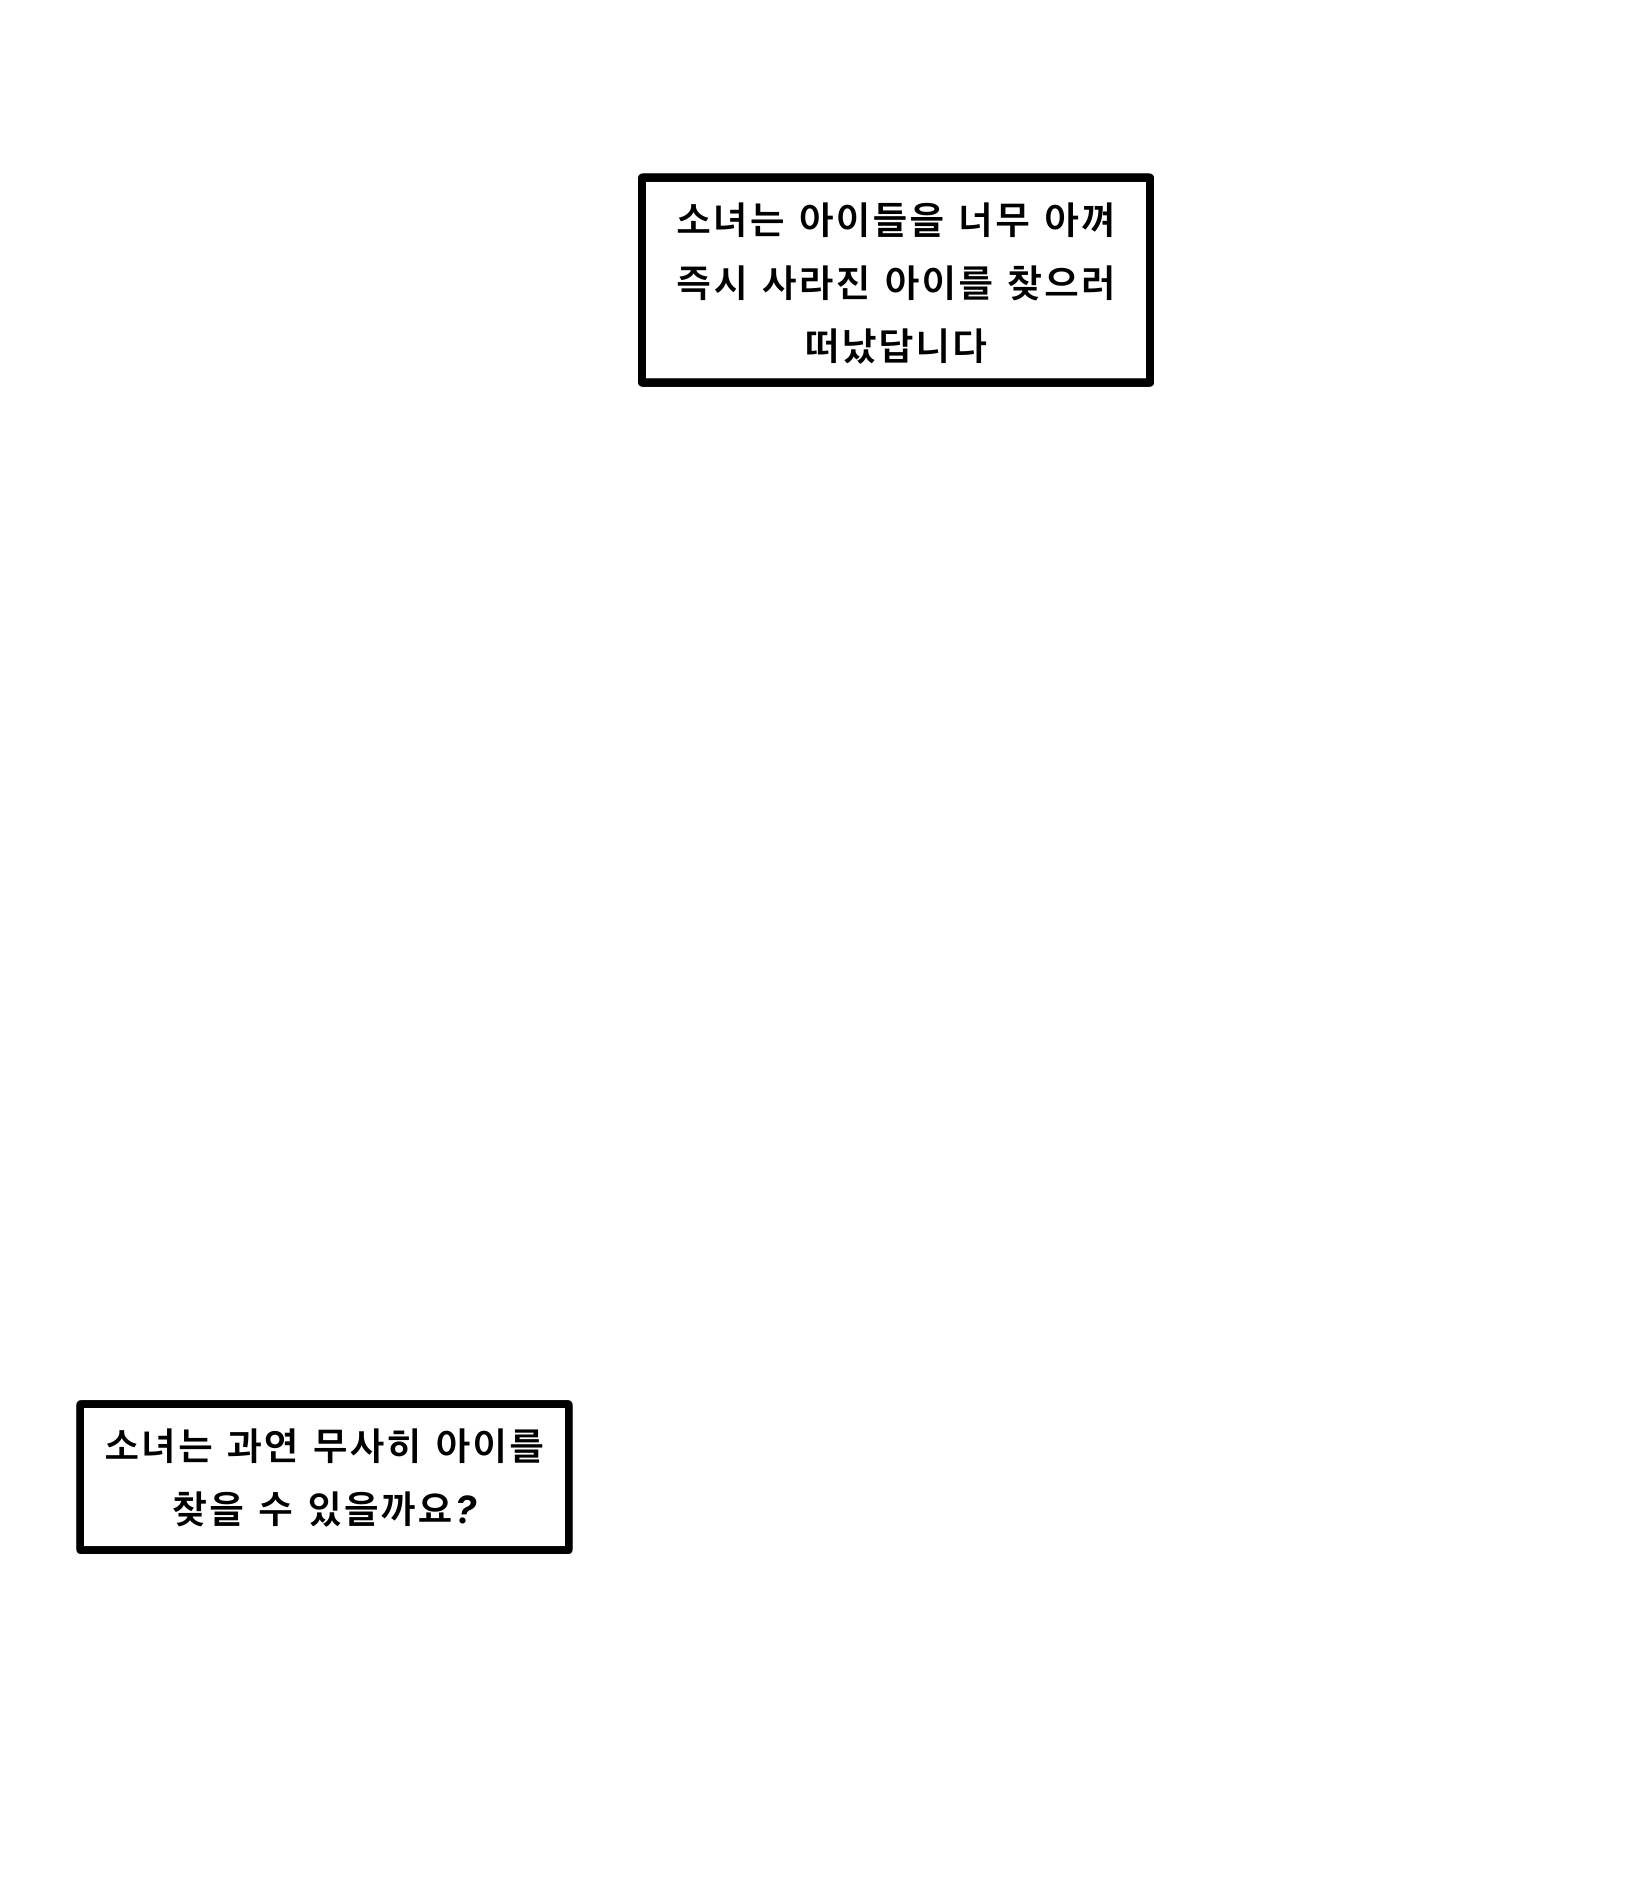 소녀는 아이들을 너무 아껴
즉시 사라진 아이를 찾으러
떠났답니다
소녀는 과연 무사히 아이를
찾을 수 있을까요?